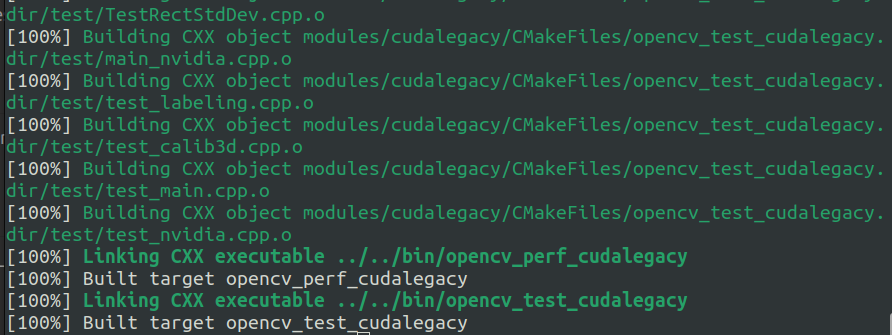 dir/test/TestRectStdDev.cpp.o
[100%] Building CXX object modules/cudalegacy/CMakeFiles/opencv_test_cudalegacy.
dir/test/main_nvidia.cpp.o
[100%] Building CXX object modules/cudalegacy/CMakeFiles/opencv_test_cudalegacy.
dir/test/test_labeling.cpp.o
[100%] Building CXX object modules/cudalegacy/CMakeFiles/opencv_test_cudalegacy.
dir/test/test_calib3d.cpp.o
[100%] Building CXX object modules/cudalegacy/CMakeFiles/opencv_test_cudalegacy.
dir/test/test_main.cpp.o
[100%] Building CXX object modules/cudalegacy/CMakeFiles/opencv_test_cudalegacy.
dir/test/test_nvidia.cpp.o
[100%] Linking CXX executable ../../bin/opencv_perf_cudalegacy
[100%] Built target opencv_perf_cudalegacy
[100%] Linking CXX executable ../../bin/opencv_test_cudalegacy
[100%] Built target opencv_test_cudalegacy